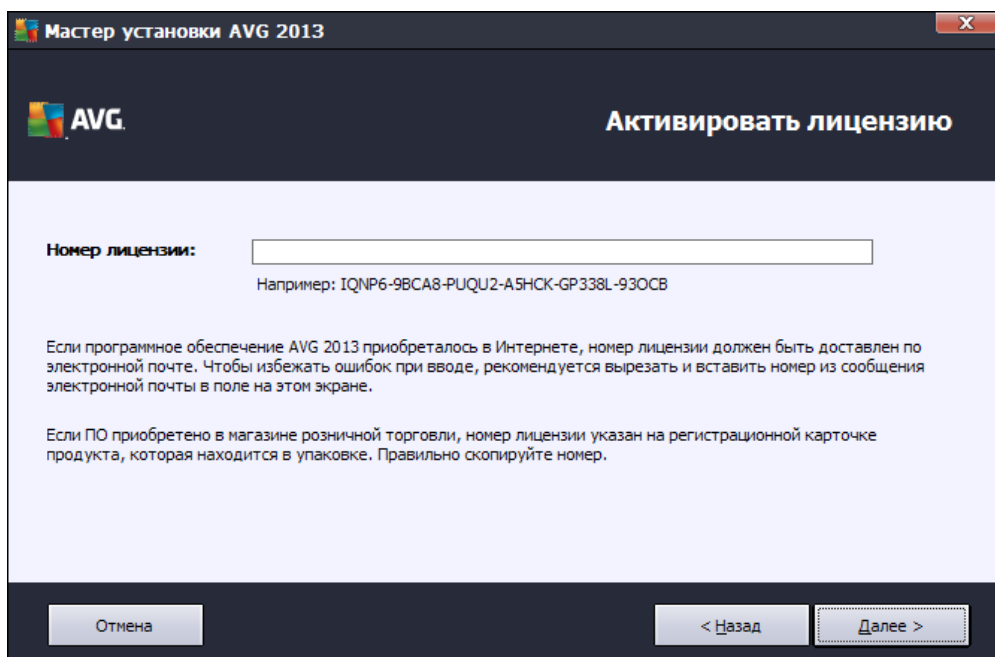 Мастер установки AVG 2013
X
AVG.
Активировать лицензию
Номер лицензии:
Например: IQNP6-9BCA8-PUQU2-A5HCK-GP338L-93OCB
Если программное обеспечение AVG 2013 приобреталось в Интернете, номер лицензии должен быть доставлен по
электронной почте. Чтобы избежать ошибок при вводе, рекомендуется вырезать и вставить номер из сообщения
электронной почты в поле на этом экране.
Если ПО приобретено в магазине розничной торговли, номер лицензии указан на регистрационной карточке
продукта, которая находится в упаковке. Правильно скопируйте номер.
Отмена
< Назад
Далее >